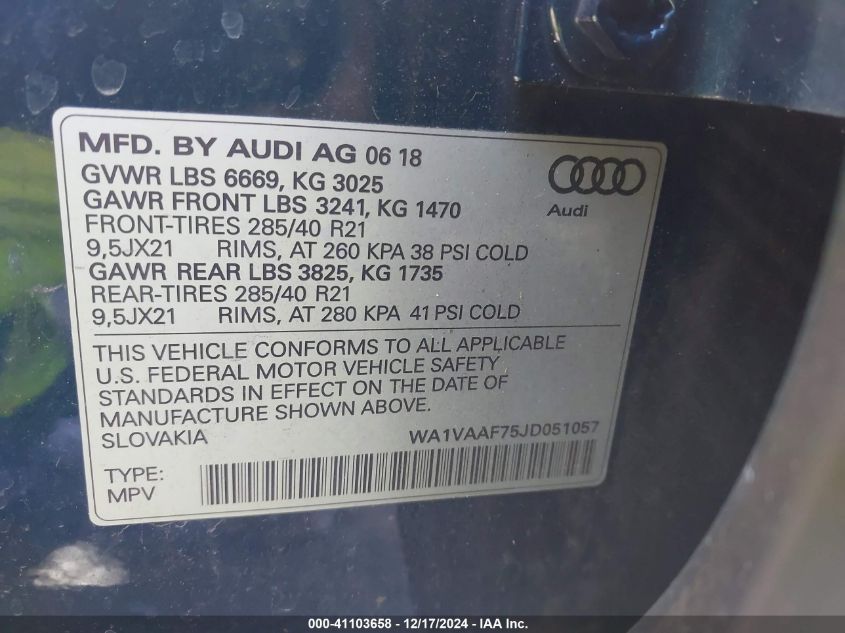 MFD. BY AUDI AG 06 18
GVWR LBS 6669, KG 3025
GAWR FRONT LBS 3241, KG 1470
FRONT-TIRES 285/40 R21
9,5JX21 RIMS, AT 260 KPA 38 PSI COLD
GAWR REAR LBS 3825, KG 1735
REAR-TIRES 285/40 R21
9,5JX21 RIMS, AT 280 KPA 41 PSI COLD
Audi
THIS VEHICLE CONFORMS TO ALL APPLICABLE
U.S. FEDERAL MOTOR VEHICLE SAFETY
STANDARDS IN EFFECT ON THE DATE OF
MANUFACTURE SHOWN ABOVE.
SLOVAKIA WA1VAAF75JD051057
TYPE:
MPV
000-41103658 - 12/17/2024 - IAA Inc.